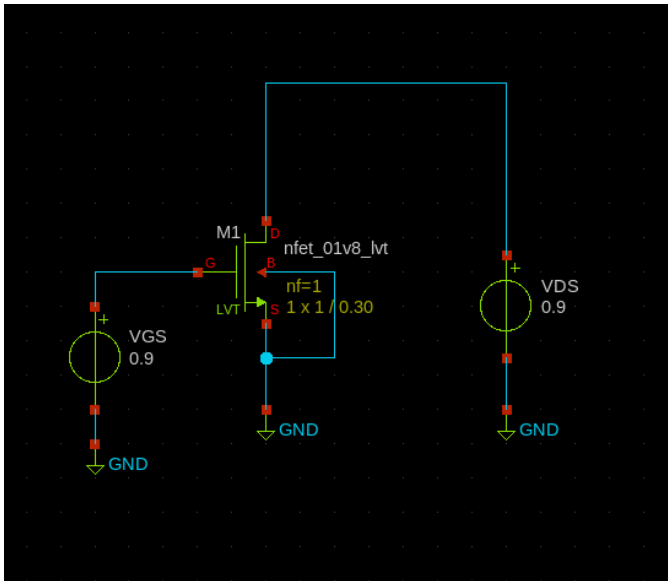 M1
D
nfet_01v8_lvt
G
B
nf=1
1 x 1 / 0.30
LVT
S
+
VGS
0.9
GND
GND
+
VDS
0.9
GND